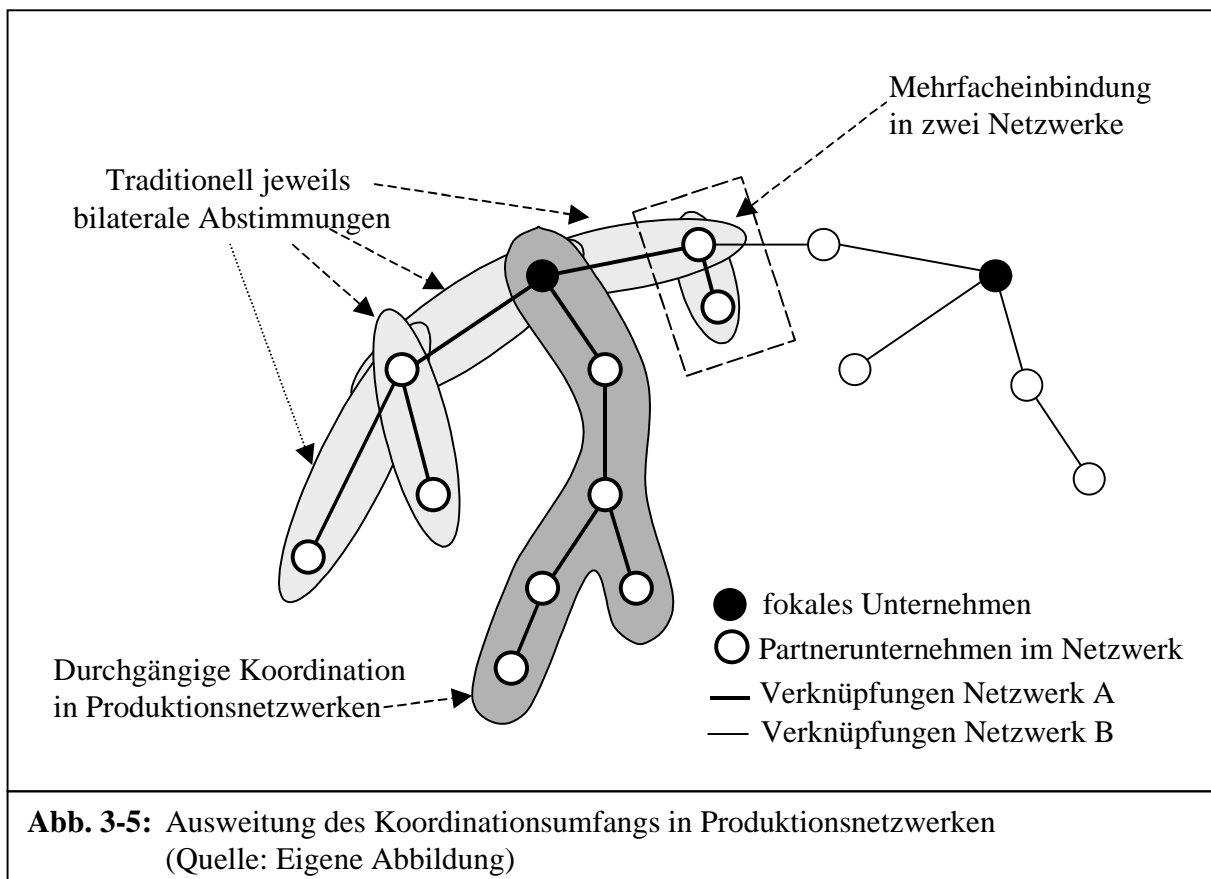 Mehrfacheinbindung
in zwei Netzwerke
Traditionell jeweils
bilaterale Abstimmungen
Durchgängige Koordination
in Produktionsnetzwerken
fokales Unternehmen
Partnerunternehmen im Netzwerk
Verknüpfungen Netzwerk A
Verknüpfungen Netzwerk B
Abb. 3-5: Ausweitung des Koordinationsumfangs in Produktionsnetzwerken
(Quelle: Eigene Abbildung)